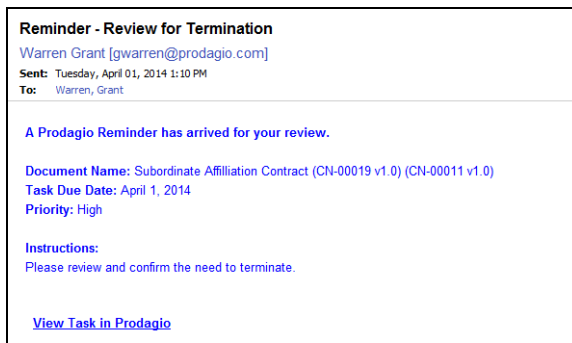 Reminder - Review for Termination
Warren Grant [gwarren@prodagio.com]
Sent: Tuesday, April 01, 2014 1:10 PM
To: Warren, Grant
A Prodagio Reminder has arrived for your review.
Document Name: Subordinate Affilliation Contract (CN-00019 v1.0) (CN-00011 v1.0)
Task Due Date: April 1, 2014
Priority: High
Instructions:
Please review and confirm the need to terminate.
View Task in Prodagio